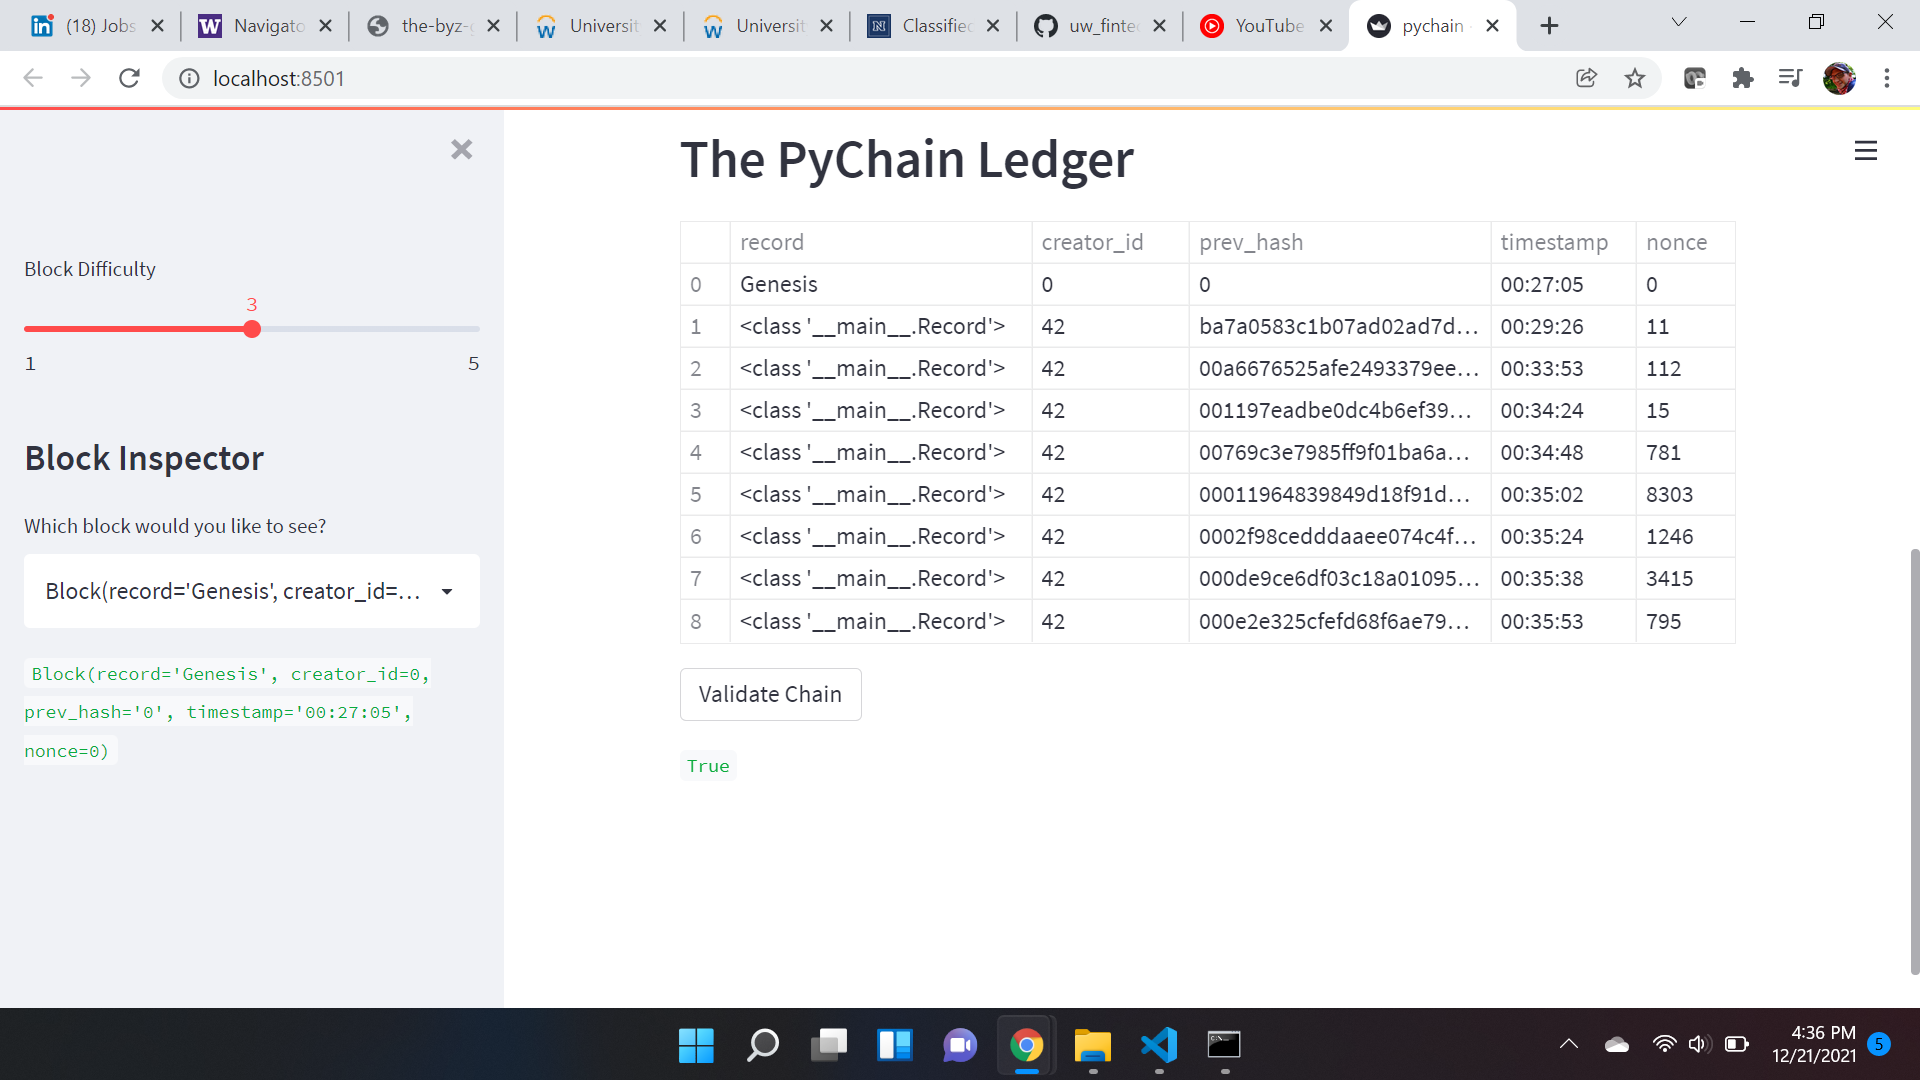 (18) Jobs Navigato the-byz-g Universit Universit Classified uw_fintec YouTube pychain
localhost:8501
The PyChain Ledger
Block Difficulty
3
1 5
Block Inspector
Which block would you like to see?
Block(record='Genesis', creator_id=...
Block(record='Genesis', creator_id=0,
prev_hash='0', timestamp='00:27:05',
nonce=0)
record creator_id prev_hash timestamp nonce
0 Genesis 0 0 00:27:05 0
1 <class '__main__.Record'> 42 ba7a0583c1b07ad02ad7d... 00:29:26 11
2 <class '__main__.Record'> 42 00a6676525afe2493379ee... 00:33:53 112
3 <class '__main__.Record'> 42 001197eadbe0dc4b6ef39... 00:34:24 15
4 <class '__main__.Record'> 42 00769c3e7985ff9f01ba6a... 00:34:48 781
5 <class '__main__.Record'> 42 00011964839849d18f91d... 00:35:02 8303
6 <class '__main__.Record'> 42 0002f98cedddaaee074c4f... 00:35:24 1246
7 <class '__main__.Record'> 42 000de9ce6df03c18a01095... 00:35:38 3415
8 <class '__main__.Record'> 42 000e2e325cfefd68f6ae79... 00:35:53 795
Validate Chain
True
4:36 PM
12/21/2021
5